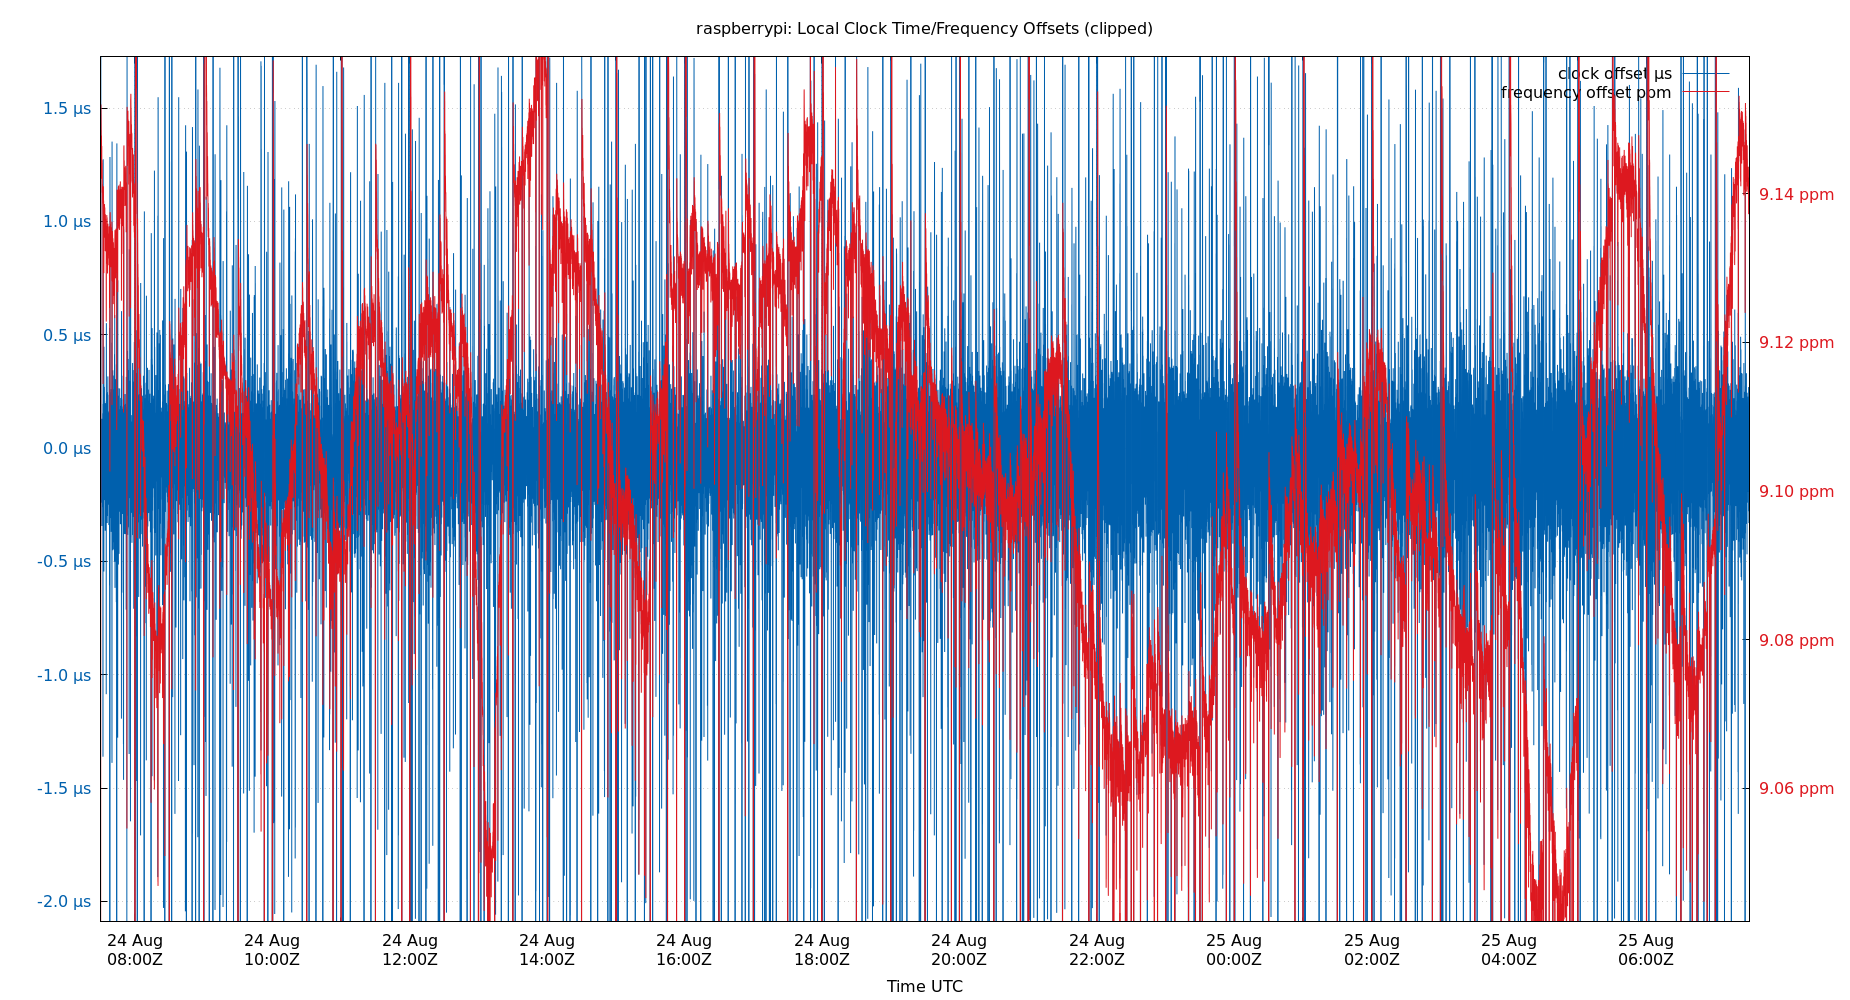 raspberrypi: Local Clock Time/Frequency Offsets (clipped)
clock offset µs
frequency offset ppm
1.5 µs
1.0 µs
0.5 µs
0.0 µs
-0.5 µs
-1.0 µs
-1.5 µs
-2.0 µs
9.14 ppm
9.12 ppm
9.10 ppm
9.08 ppm
9.06 ppm
24 Aug 24 Aug 24 Aug 24 Aug 24 Aug 24 Aug 24 Aug 24 Aug 25 Aug 25 Aug 25 Aug 25 Aug
08:00Z 10:00Z 12:00Z 14:00Z 16:00Z 18:00Z 20:00Z 22:00Z 00:00Z 02:00Z 04:00Z 06:00Z
Time UTC